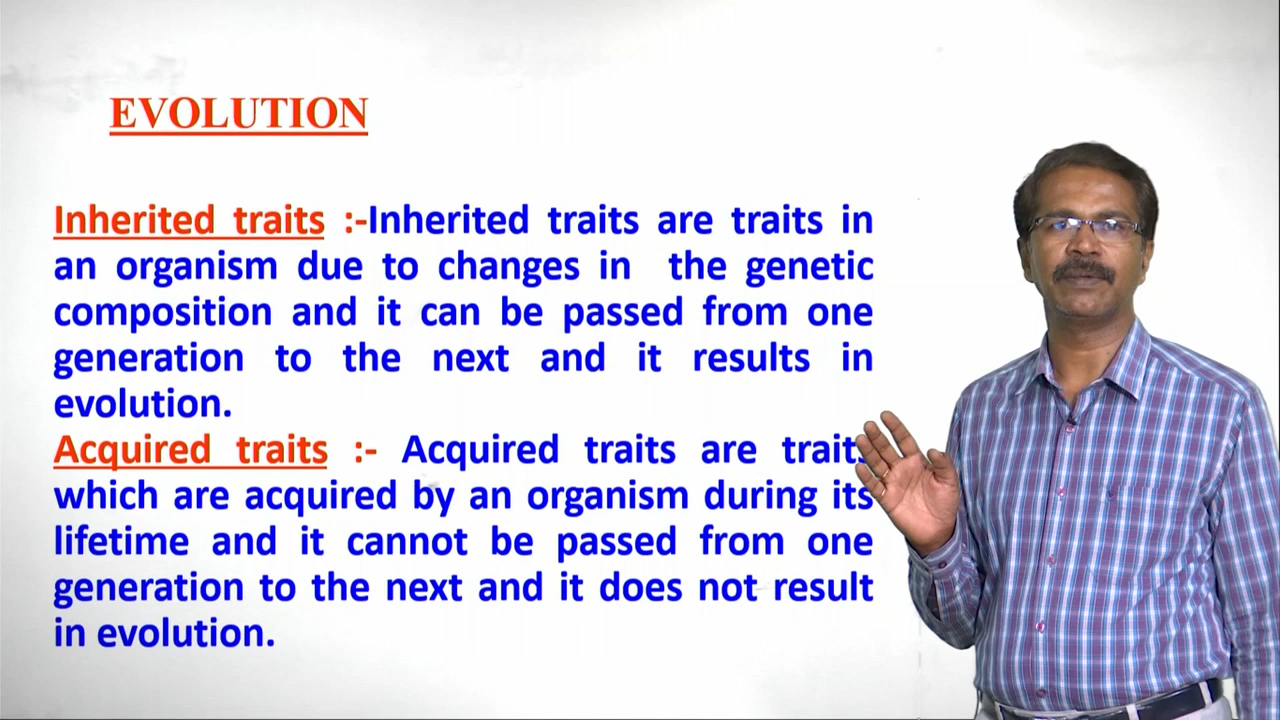 EVOLUTION
Inherited traits :-Inherited traits are traits in
an organism due to changes in the genetic
composition and it can be passed from one
generation to the next and it results in
evolution.
Acquired traits :- Acquired traits are traits
which are acquired by an organism during its
lifetime and it cannot be passed from one
generation to the next and it does not result
in evolution.